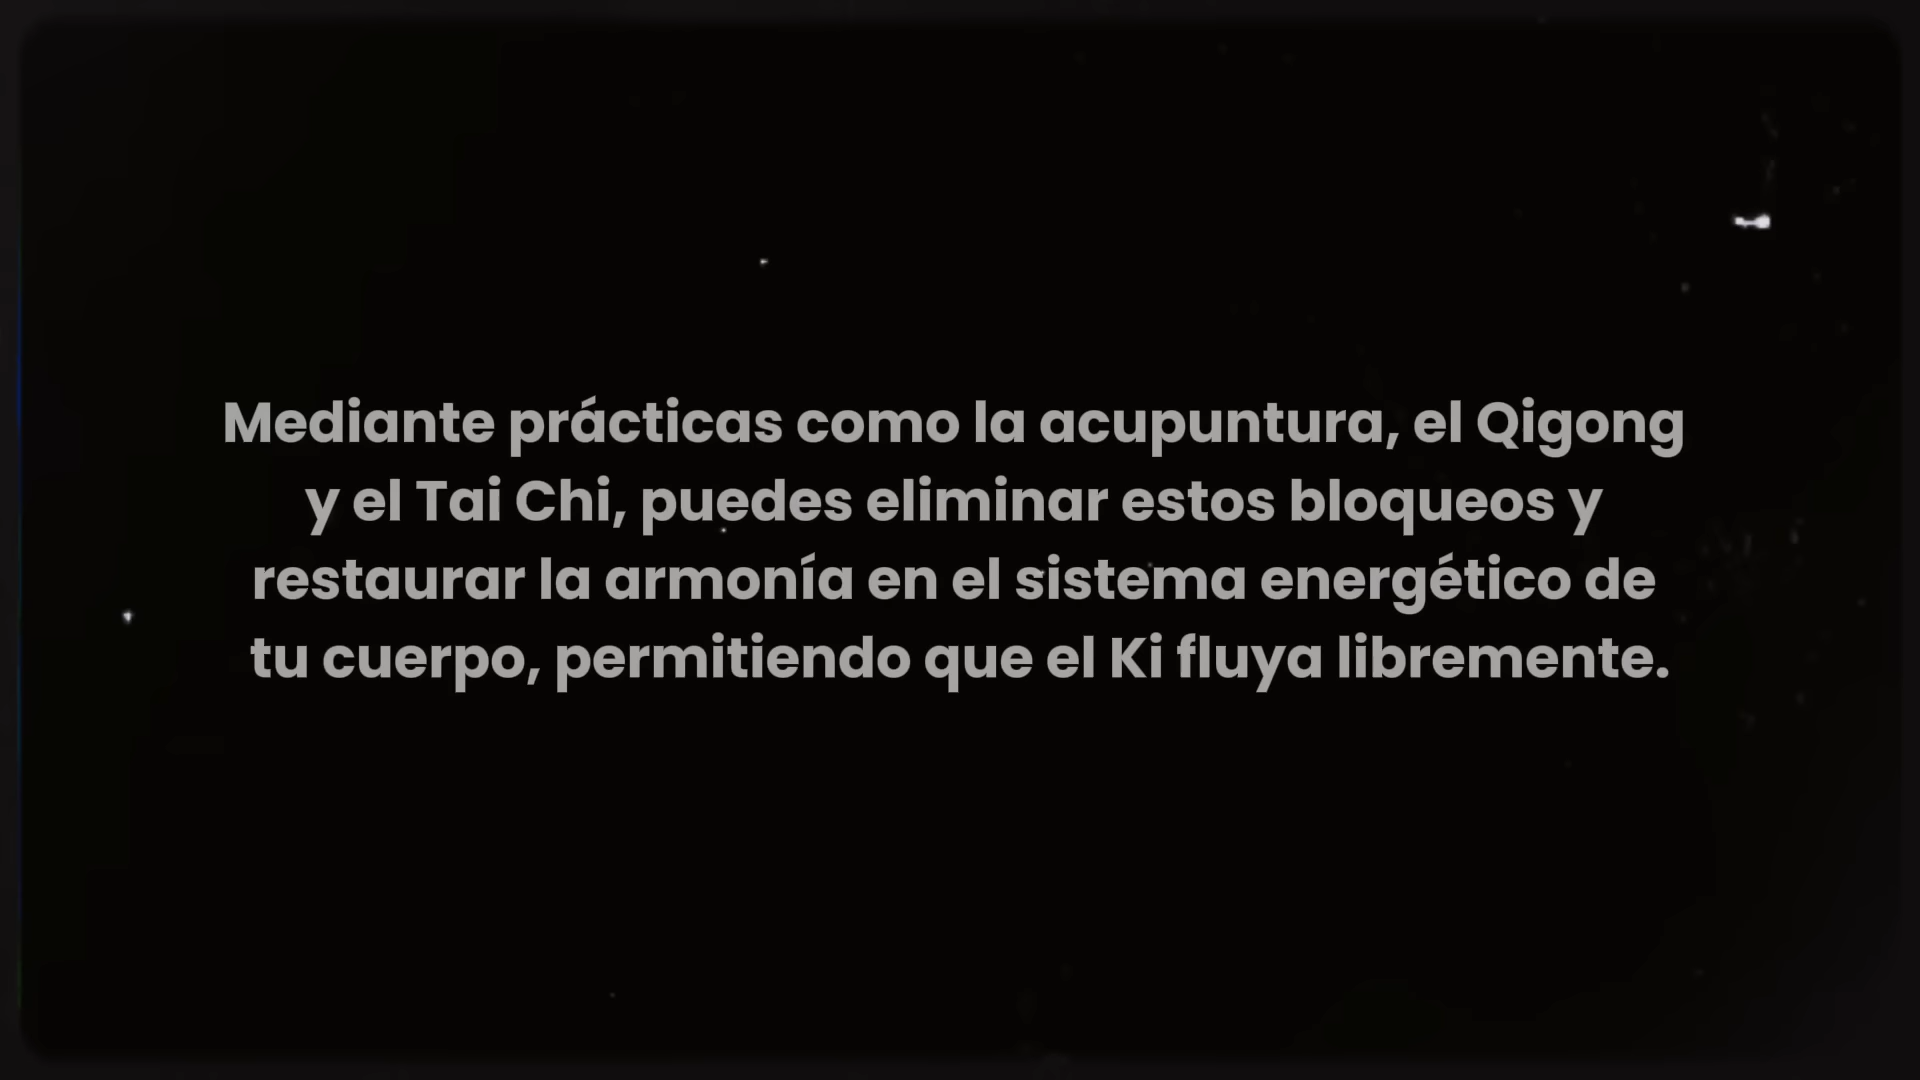 Mediante prácticas como la acupuntura, el Qigong
y el Tai Chi, puedes eliminar estos bloqueos y
restaurar la armonía en el sistema energético de
tu cuerpo, permitiendo que el Ki fluya libremente.